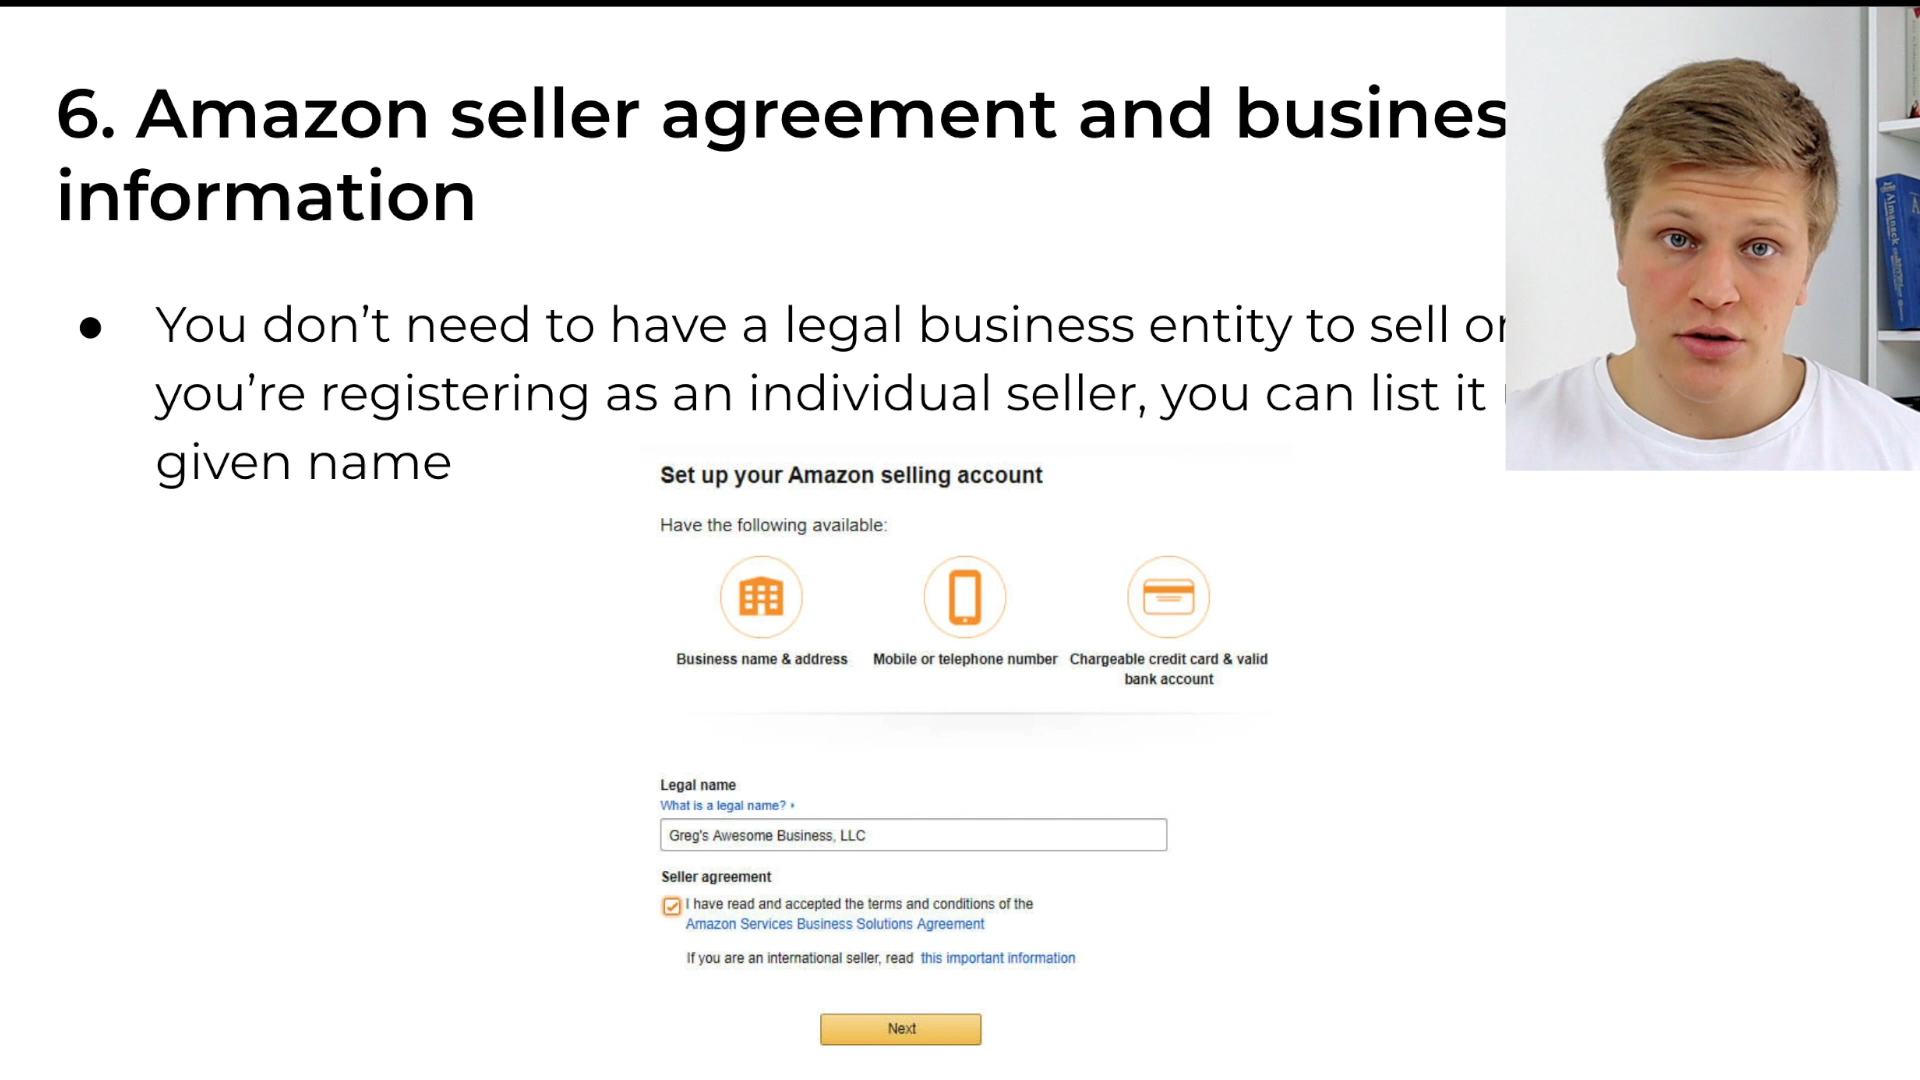 6. Amazon seller agreement and busines
information
● You don’t need to have a legal business entity to sell
you’re registering as an individual seller, you can list it
given name
Set up your Amazon selling account
Have the following available:
Business name & address
Mobile or telephone number
Chargeable credit card & valid
bank account
Legal name
What is a legal name?
Greg's Awesome Business, LLC
Seller agreement
I have read and accepted the terms and conditions of the
Amazon Services Business Solutions Agreement
If you are an international seller, read this important information
Next
Almanack